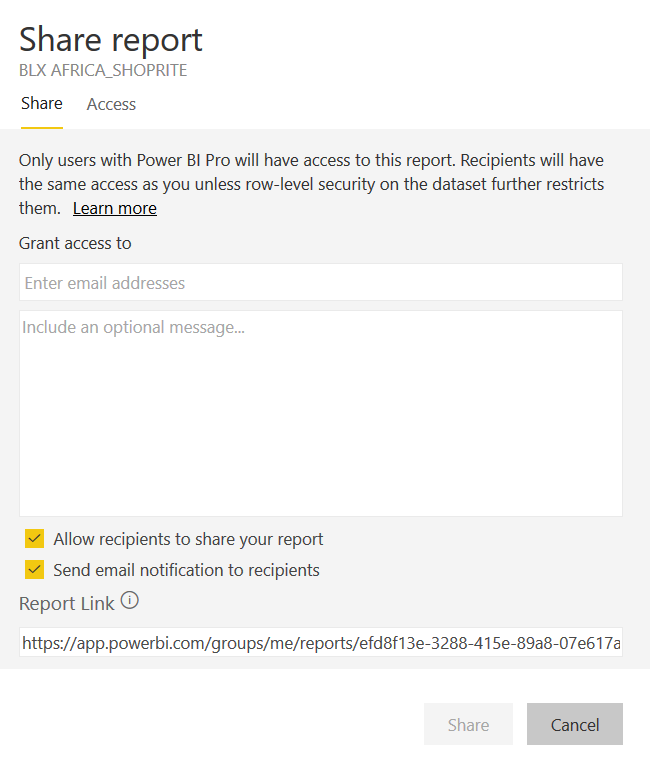 Share report
BLX AFRICA_SHOPRITE
Share Access
Only users with Power BI Pro will have access to this report. Recipients will have
the same access as you unless row-level security on the dataset further restricts
them. Learn more
Grant access to
Enter email addresses
Include an optional message...
Allow recipients to share your report
Send email notification to recipients
Report Link
https://app.powerbi.com/groups/me/reports/efd8f13e-3288-415e-89a8-07e617a
Share Cancel